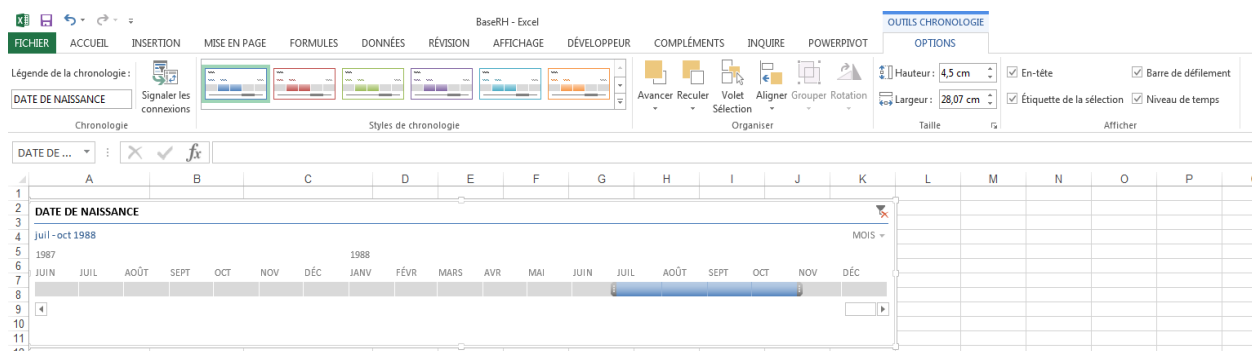 BaseRH - Excel
OUTILS CHRONOLOGIE
FICHIER ACCUEIL INSERTION MISE EN PAGE FORMULES DONNÉES RÉVISION AFFICHAGE DÉVELOPPEUR COMPLÉMENTS INQUIRE POWERPIVOT OPTIONS
Légende de la chronologie :
DATE DE NAISSANCE
Signaler les connexions
Avancer Reculer Volet Sélection Aligner Grouper Rotation
Hauteur : 4,5 cm
Largeur : 28,07 cm
En-tête Barre de défilement
Étiquette de la sélection Niveau de temps
Chronologie Styles de chronologie Organiser Taille Afficher
DATE DE ... fx
A B C D E F G H I J K L M N O P
1
2 DATE DE NAISSANCE
3
4 juil - oct 1988 MOIS
5 1987 1988
6
7 JUIN JUIL AOÛT SEPT OCT NOV DÉC JANV FÉVR MARS AVR MAI JUIN JUIL AOÛT SEPT OCT NOV DÉC
8
9
10
11